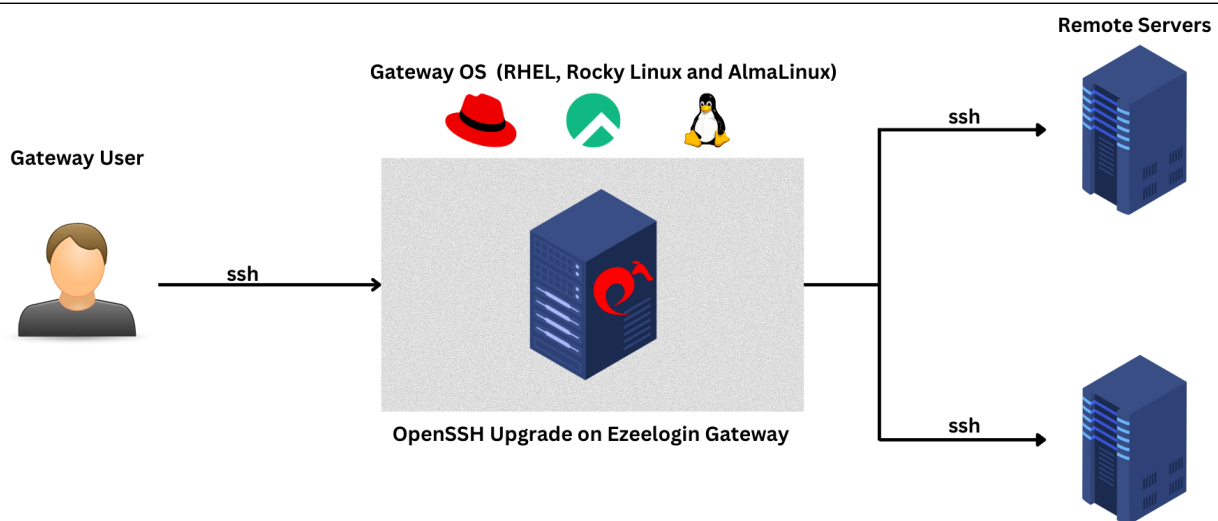 Remote Servers
Gateway OS  (RHEL, Rocky Linux and AlmaLinux)
ssh
Gateway User
ssh
ssh
OpenSSH Upgrade on Ezeelogin Gateway